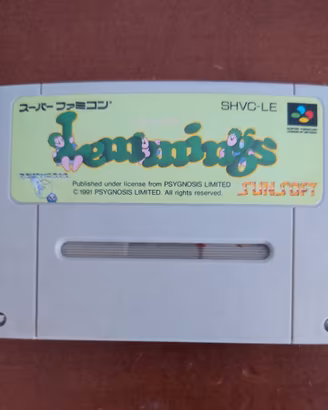 スーパーファミコン SHVC-LE
Lemmings
Published under license from PSYGNOSIS LIMITED
© 1991 PSYGNOSIS LIMITED. All rights reserved.
SUNSOFT